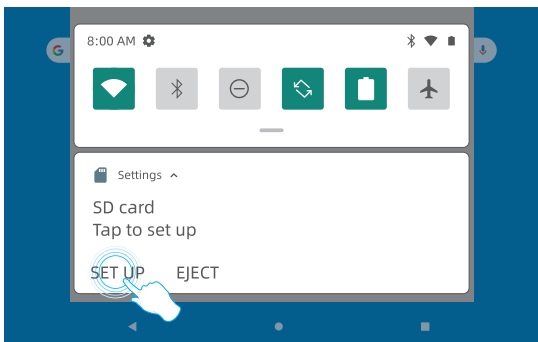 8:00 AM
G
Settings
SD card
Tap to set up
SET UP
EJECT